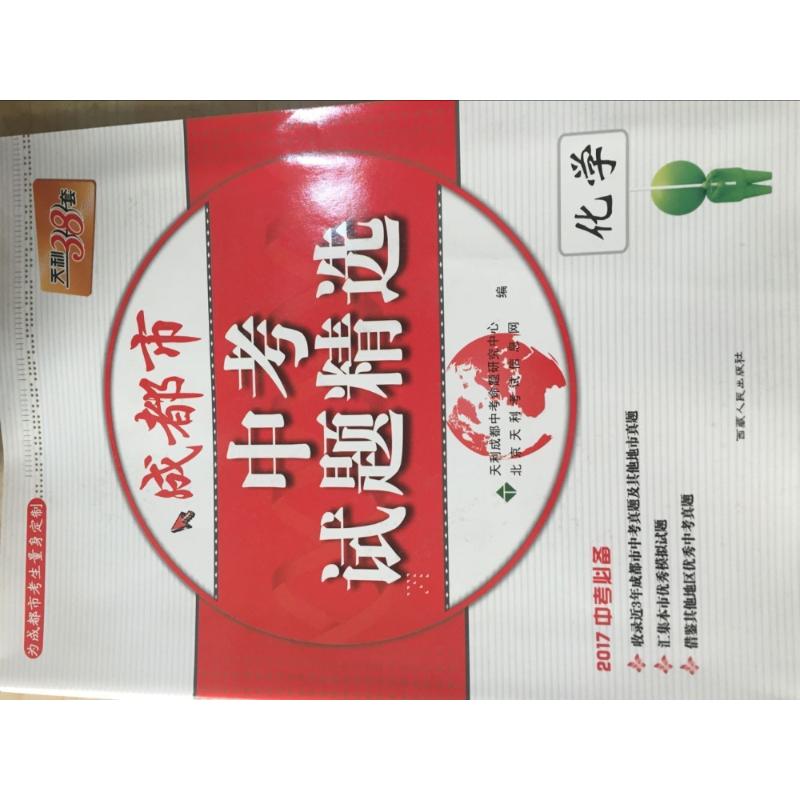 为成都市考生量身定制
天利38套
成都市
中考
试题精选
天利成都中考命题研究中心
北京天利考试信息网
编
化学
2017 中考必备
收录近3年成都市中考真题及其他地市真题
汇集本市优秀模拟试题
借鉴其他地区优秀中考真题
西藏人民出版社